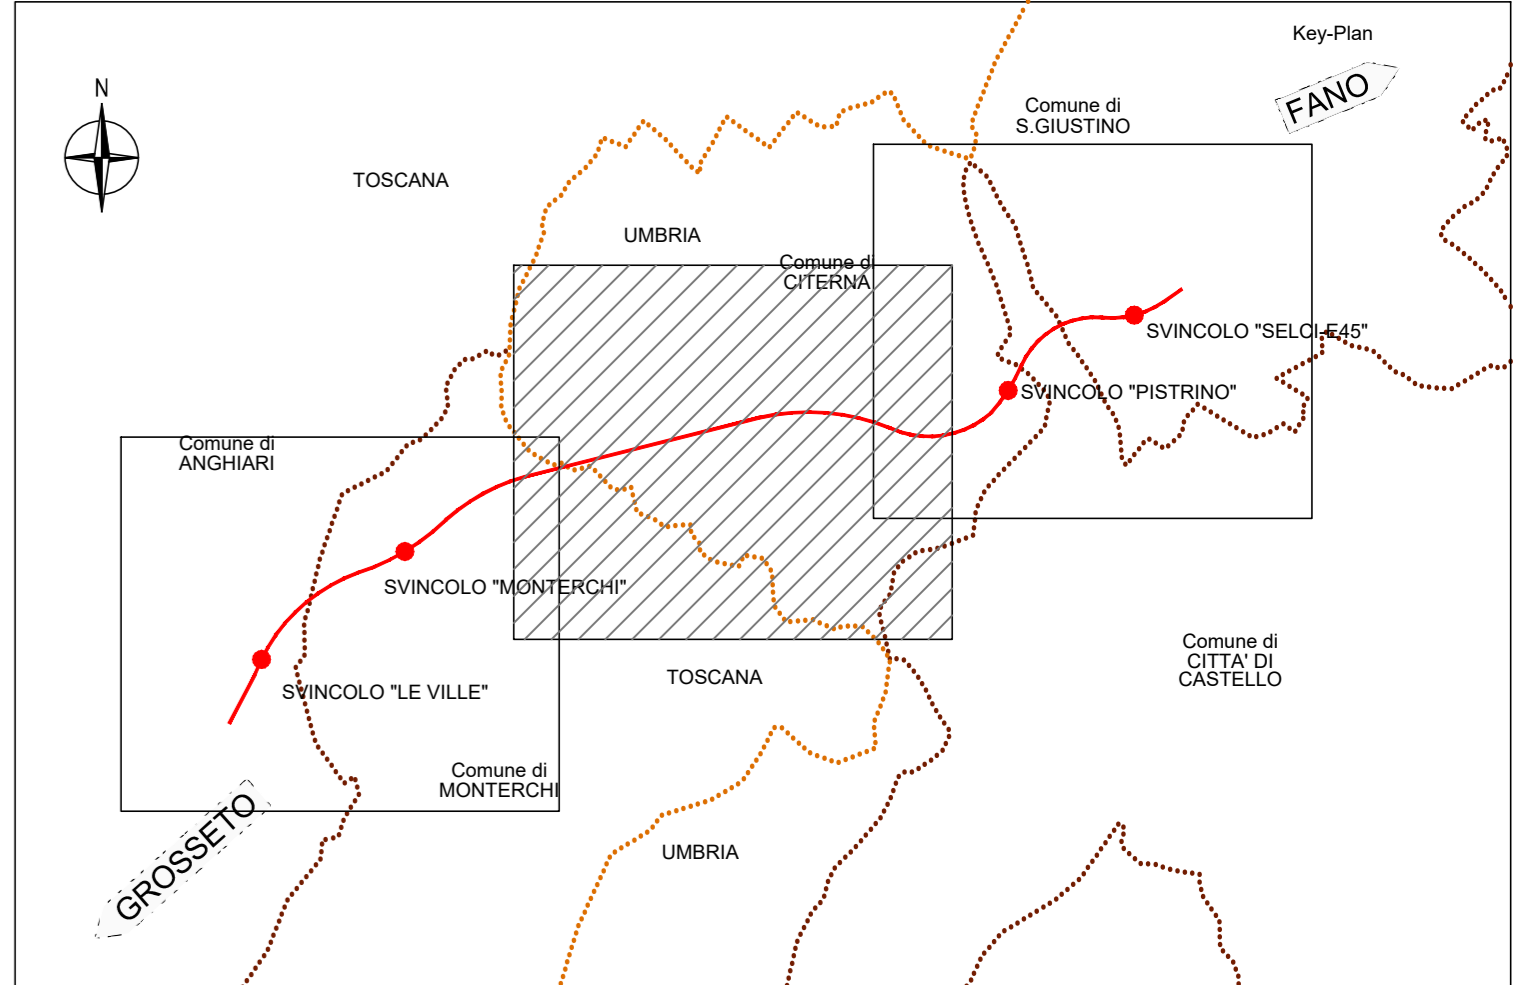 Key-Plan
N
FANO
Comune di
S.GIUSTINO
TOSCANA
UMBRIA
Comune di
CITERNA
SVINCOLO "SELCI-E45"
SVINCOLO "PISTRINO"
Comune di
ANGHIARI
SVINCOLO "MONTERCHI"
Comune di
CITTA' DI
CASTELLO
TOSCANA
SVINCOLO "LE VILLE"
Comune di
MONTERCHI
GROSSETO
UMBRIA